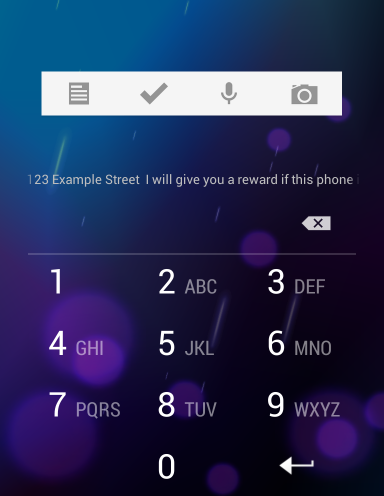 123 Example Street I will give you a reward if this phone
1 2 ABC 3 DEF
4 GHI 5 JKL 6 MNO
7 PQRS 8 TUV 9 WXYZ
0